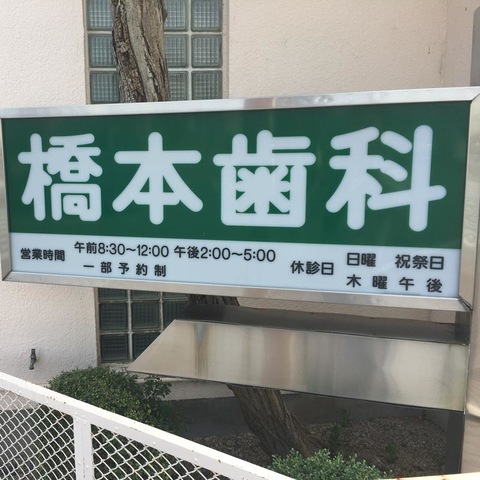 橋本歯科
営業時間 午前8:30～12:00 午後2:00～5:00
一部予約制
休診日 日曜 祝祭日
木曜午後